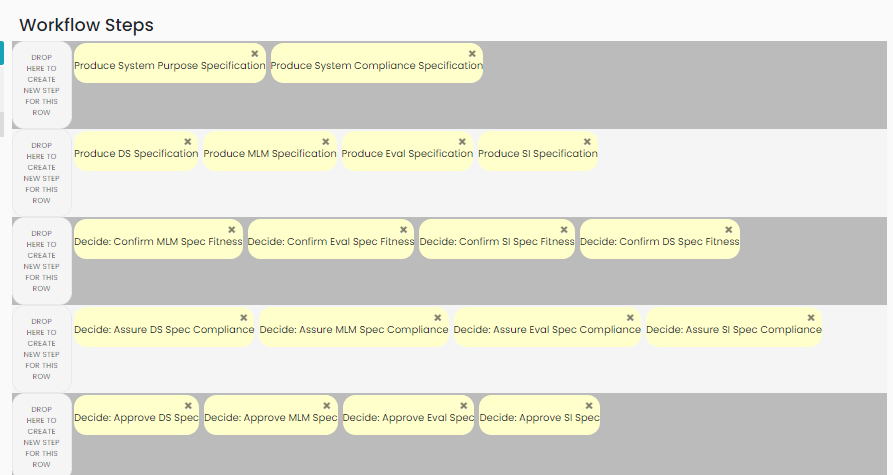 Workflow Steps
DROP
HERE TO
CREATE
NEW STEP
FOR THIS
ROW
Produce System Purpose Specification
Produce System Compliance Specification
DROP
HERE TO
CREATE
NEW STEP
FOR THIS
ROW
Produce DS Specification
Produce MLM Specification
Produce Eval Specification
Produce SI Specification
DROP
HERE TO
CREATE
NEW STEP
FOR THIS
ROW
Decide: Confirm MLM Spec Fitness
Decide: Confirm Eval Spec Fitness
Decide: Confirm SI Spec Fitness
Decide: Confirm DS Spec Fitness
DROP
HERE TO
CREATE
NEW STEP
FOR THIS
ROW
Decide: Assure DS Spec Compliance
Decide: Assure MLM Spec Compliance
Decide: Assure Eval Spec Compliance
Decide: Assure SI Spec Compliance
DROP
HERE TO
CREATE
NEW STEP
FOR THIS
ROW
Decide: Approve DS Spec
Decide: Approve MLM Spec
Decide: Approve Eval Spec
Decide: Approve SI Spec